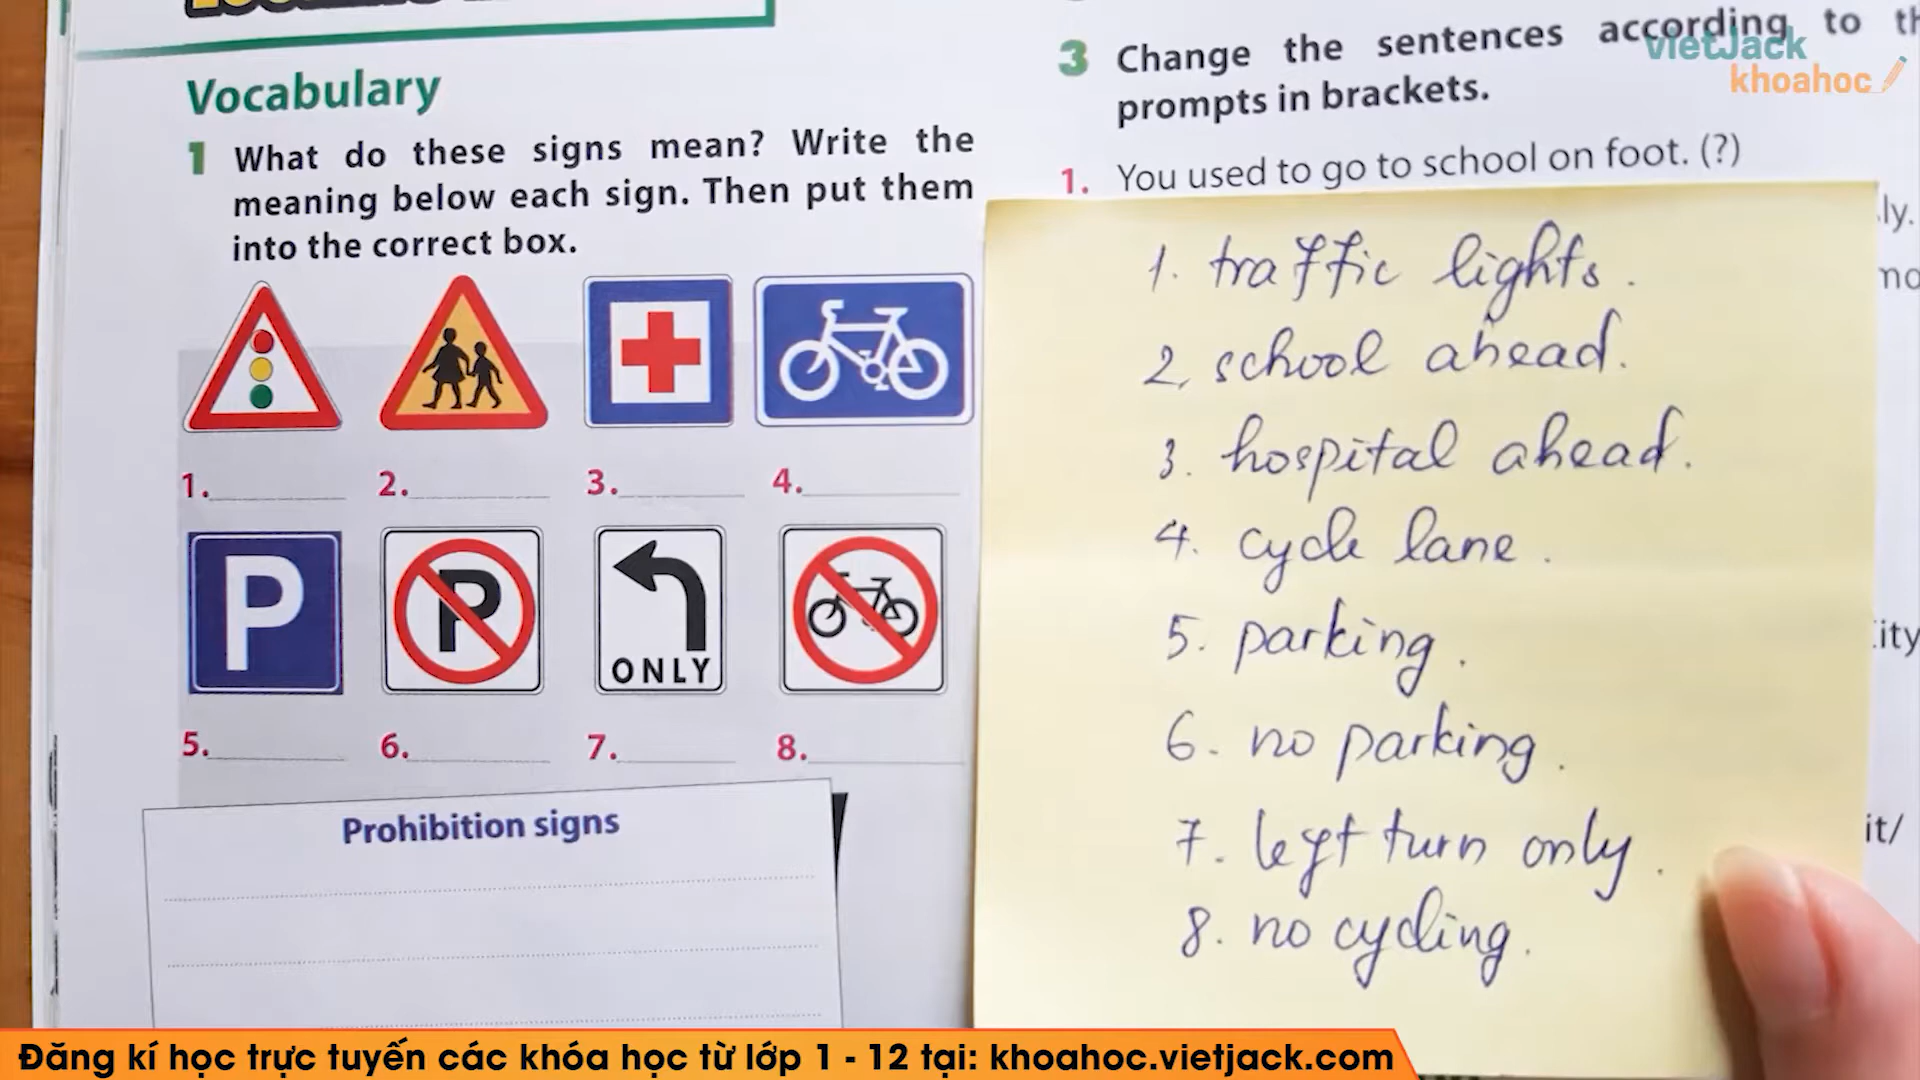 Vocabulary
1 What do these signs mean? Write the
meaning below each sign. Then put them
into the correct box.
1.
2.
3.
4.
P
P
ONLY
5.
6.
7.
8.
Prohibition signs
3 Change the sentences according to
prompts in brackets.
1. You used to go to school on foot. (?)
ly.
it/
vietJack
khoahoc
1. traffic lights.
2, school ahead.
3. hospital ahead.
4. cycle lane.
5. parking.
6. no parking.
7. left turn only.
8. no cycling.
Đăng kí học trực tuyến các khóa học từ lớp 1 - 12 tại: khoahoc.vietjack.com